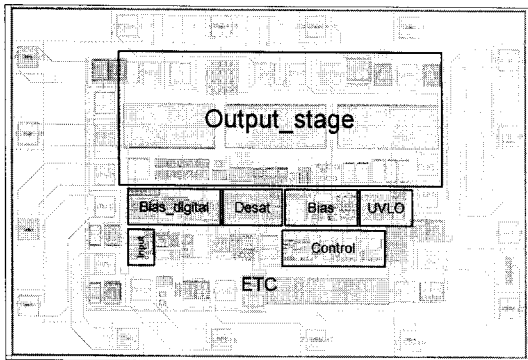 Output_stage
Bias_digital Desat Bias UVLO
Input
Control
ETC